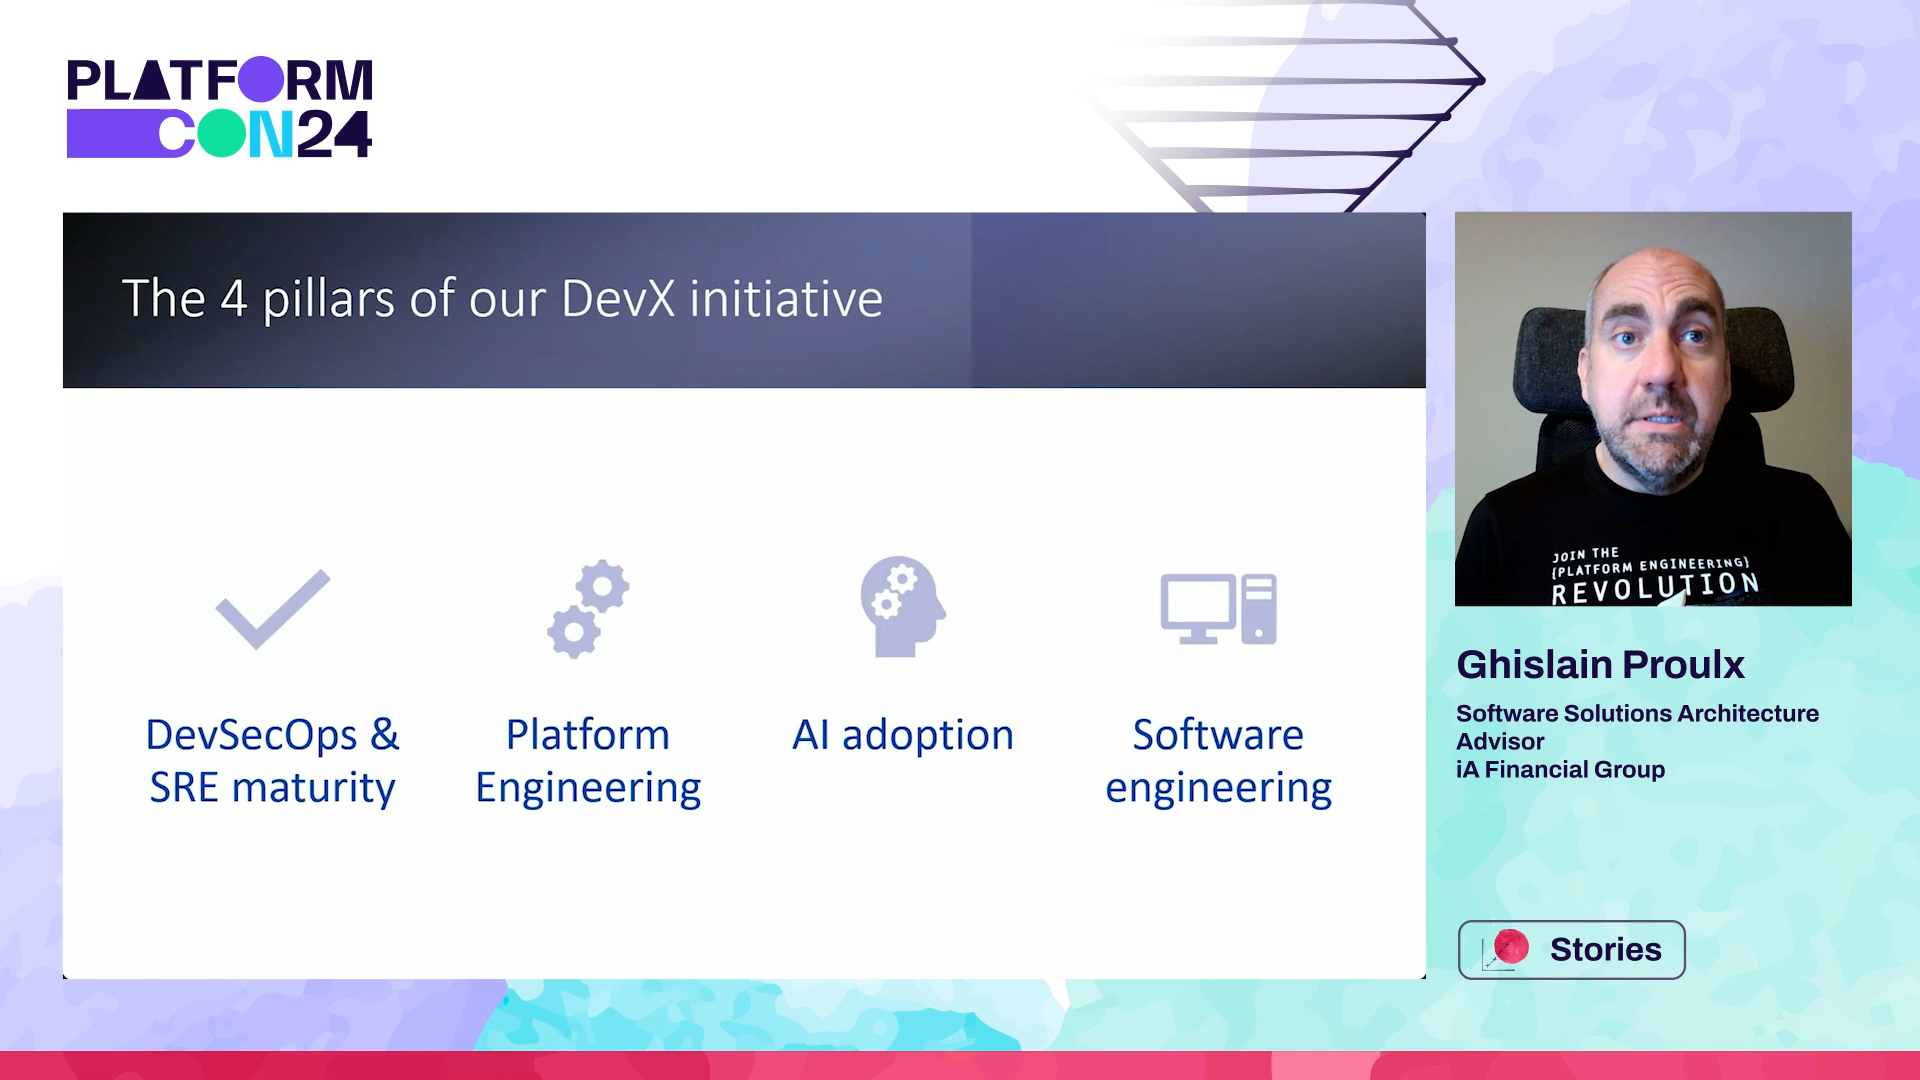 PLATFORM
CON24
The 4 pillars of our DevX initiative
DevSecOps &
SRE maturity
Platform
Engineering
AI adoption
Software
engineering
JOIN THE
{PLATFORM ENGINEERING}
REVOLUTION
Ghislain Proulx
Software Solutions Architecture
Advisor
iA Financial Group
Stories